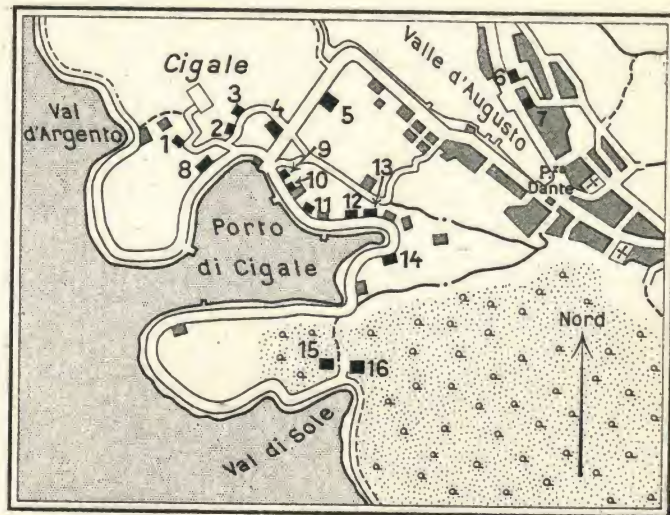 Cigale
Val
d'Argento
Valle d'Augusto
3
4
5
6
7
1
2
8
9
10
11
12
13
P.za
Dante
Porto
di Cigale
14
Nord
15
16
Val di Sole